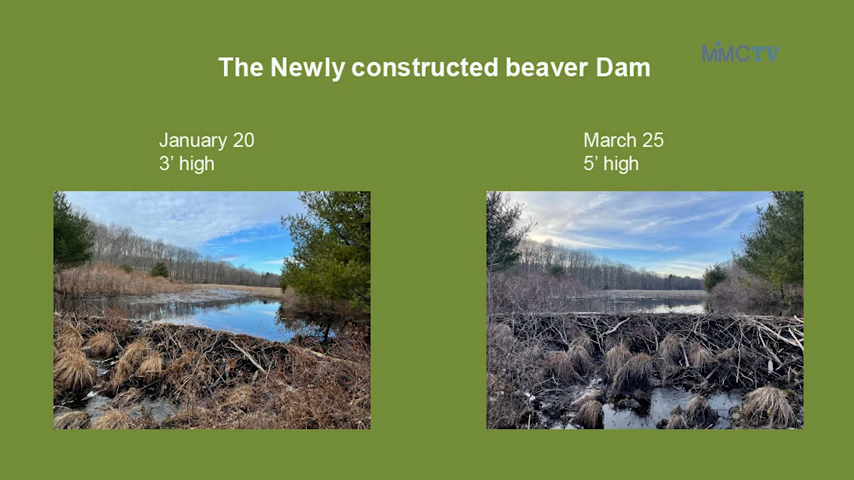 MMCTV
The Newly constructed beaver Dam
January 20
3’ high
March 25
5’ high